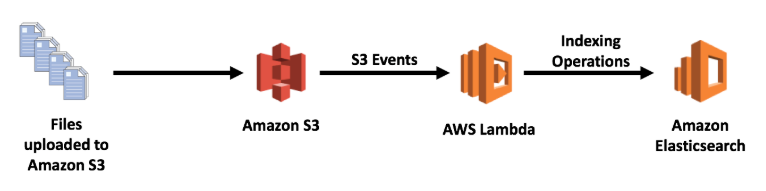 Files
uploaded to
Amazon S3
Amazon S3
S3 Events
AWS Lambda
Indexing
Operations
Amazon
Elasticsearch